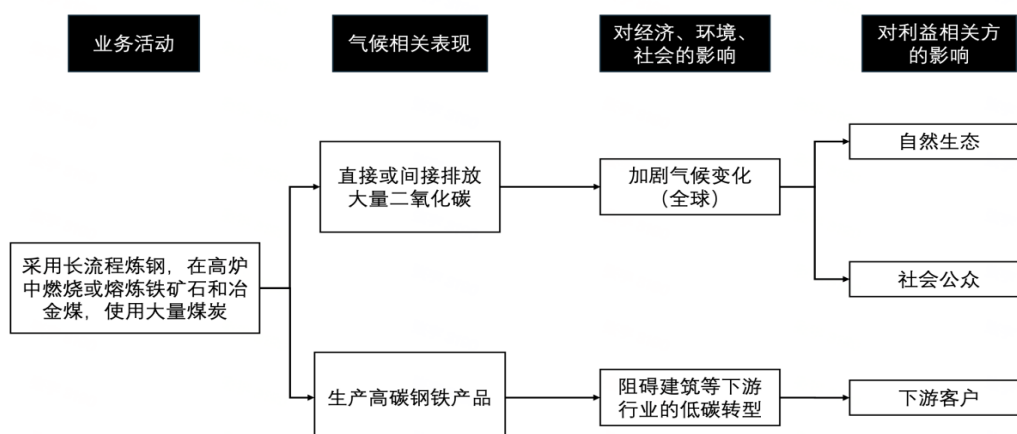 业务活动
气候相关表现
对经济、环境、
社会的影响
对利益相关方
的影响
直接或间接排放
大量二氧化碳
加剧气候变化
（全球）
自然生态
社会公众
采用长流程炼钢，在高炉
中燃烧或熔炼铁矿石和冶
金煤，使用大量煤炭
生产高碳钢铁产品
阻碍建筑等下游
行业的低碳转型
下游客户